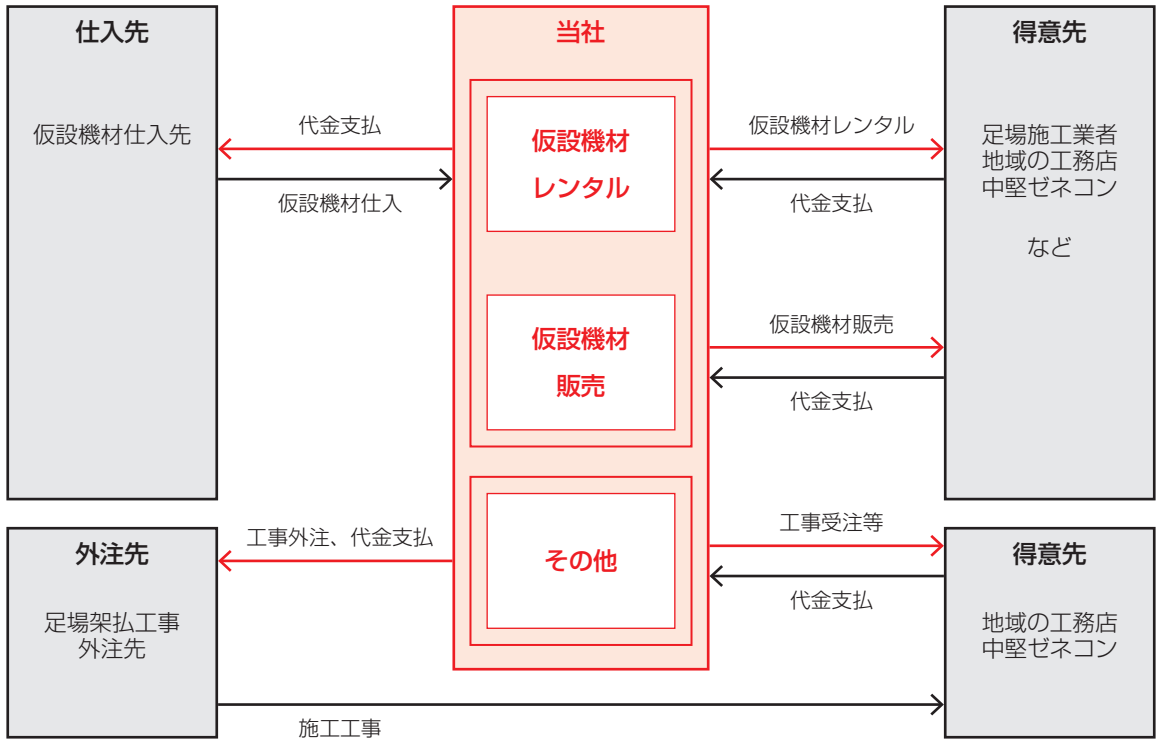 仕入先
仮設機材仕入先
代金支払
仮設機材仕入
当社
仮設機材
レンタル
仮設機材
販売
その他
仮設機材レンタル
代金支払
仮設機材販売
代金支払
得意先
足場施工業者
地域の工務店
中堅ゼネコン
など
外注先
足場架払工事
外注先
工事外注、代金支払
工事受注等
代金支払
得意先
地域の工務店
中堅ゼネコン
施工工事